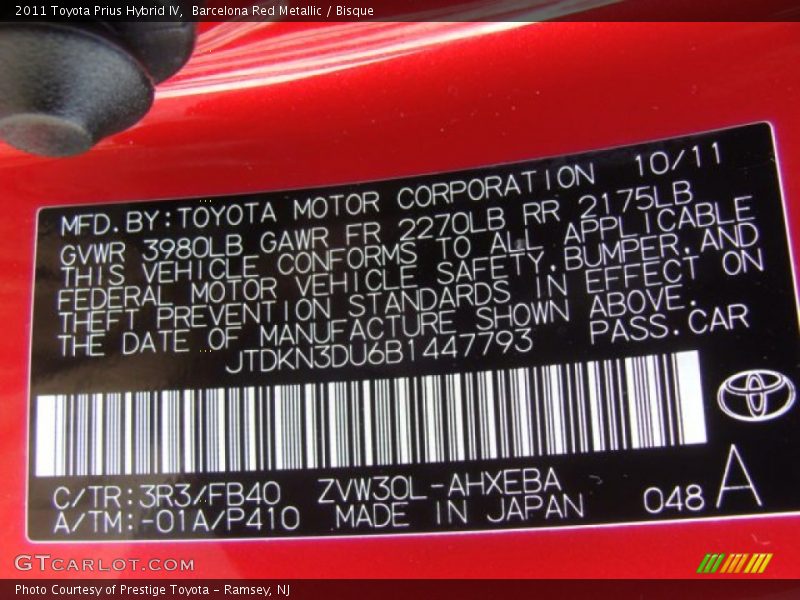 2011 Toyota Prius Hybrid IV, Barcelona Red Metallic / Bisque
MFD.BY:TOYOTA MOTOR CORPORATION 10/11
GVWR 3980LB GAWR FR 2270LB RR 2175LB
THIS VEHICLE CONFORMS TO ALL APPLICABLE
FEDERAL MOTOR VEHICLE SAFETY,BUMPER,AND
THEFT PREVENTION STANDARDS IN EFFECT ON
THE DATE OF MANUFACTURE SHOWN ABOVE.
JTDKN3DU6B1447793 PASS.CAR
C/TR:3R3/FB40 ZVW30L-AHXEBA
A/TM:-01A/P410 MADE IN JAPAN 048 A
GTCARLOT.COM
Photo Courtesy of Prestige Toyota - Ramsey, NJ